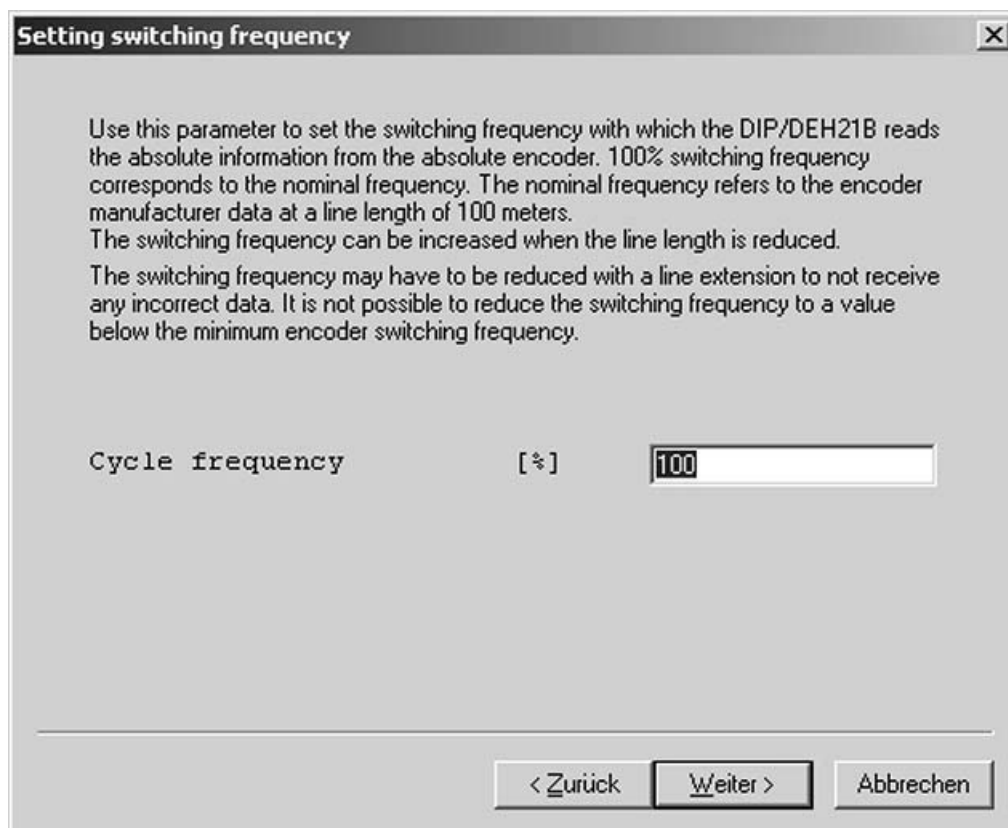 Setting switching frequency
Use this parameter to set the switching frequency with which the DIP/DEH21B reads
the absolute information from the absolute encoder. 100% switching frequency
corresponds to the nominal frequency. The nominal frequency refers to the encoder
manufacturer data at a line length of 100 meters.
The switching frequency can be increased when the line length is reduced.
The switching frequency may have to be reduced with a line extension to not receive
any incorrect data. It is not possible to reduce the switching frequency to a value
below the minimum encoder switching frequency.
Cycle frequency [%] 100
< Zurück Weiter > Abbrechen